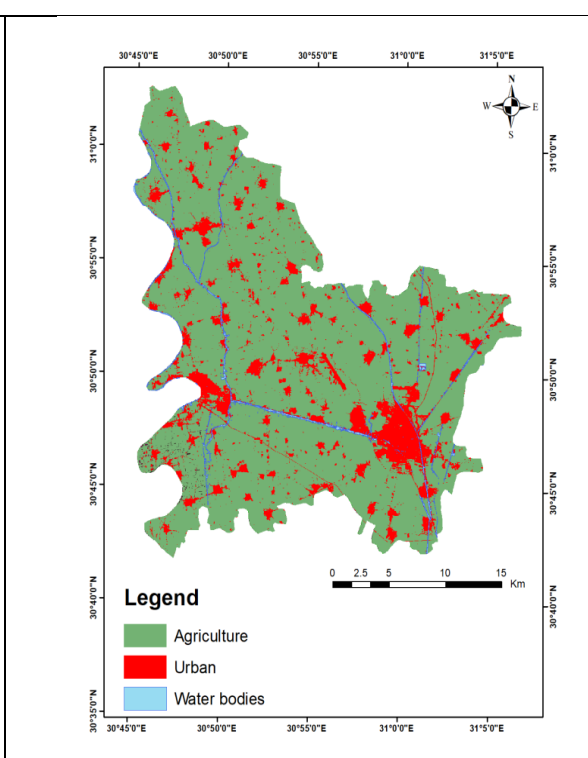 30°45'0"E 30°50'0"E 30°55'0"E 31°0'0"E 31°5'0"E
N
W E
S
31°0'0"N 31°0'0"N
30°55'0"N 30°55'0"N
30°50'0"N 30°50'0"N
30°45'0"N 30°45'0"N
0 2.5 5 10 15
Km
30°40'0"N 30°40'0"N
Legend
Agriculture
Urban
Water bodies
30°35'0"N
30°45'0"E 30°50'0"E 30°55'0"E 31°0'0"E 31°5'0"E